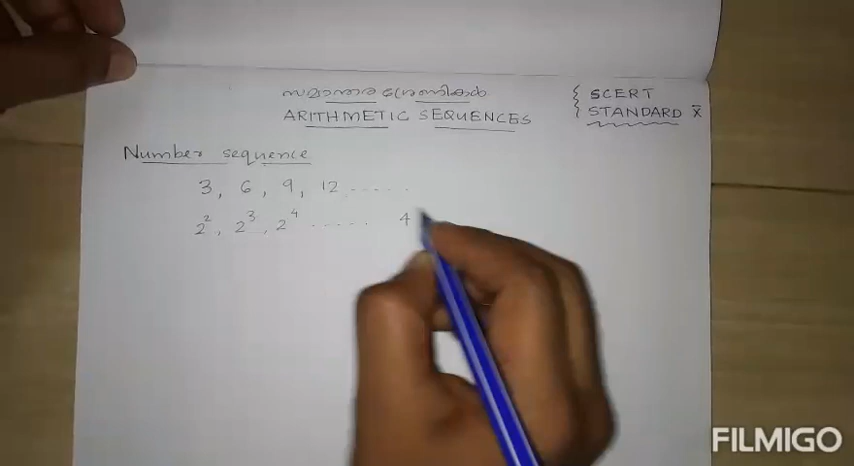 സമാന്തര ശ്രേണികൾ
ARITHMETIC SEQUENCES
SCERT
STANDARD X
Number sequence
3, 6, 9, 12 .....
2², 2³, 2⁴ ..... 4
FILMIGO